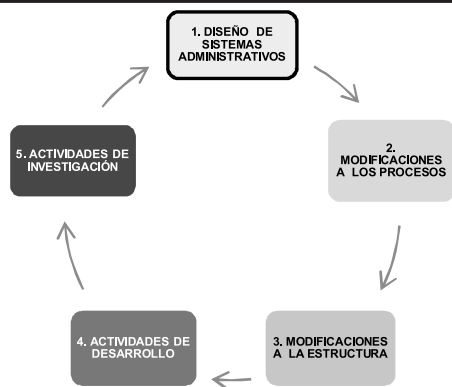 1. DISEÑO DE
SISTEMAS
ADMINISTRATIVOS
2.
MODIFICACIONES
A LOS PROCESOS
3. MODIFICACIONES
A LA ESTRUCTURA
4. ACTIVIDADES DE
DESARROLLO
5. ACTIVIDADES DE
INVESTIGACIÓN